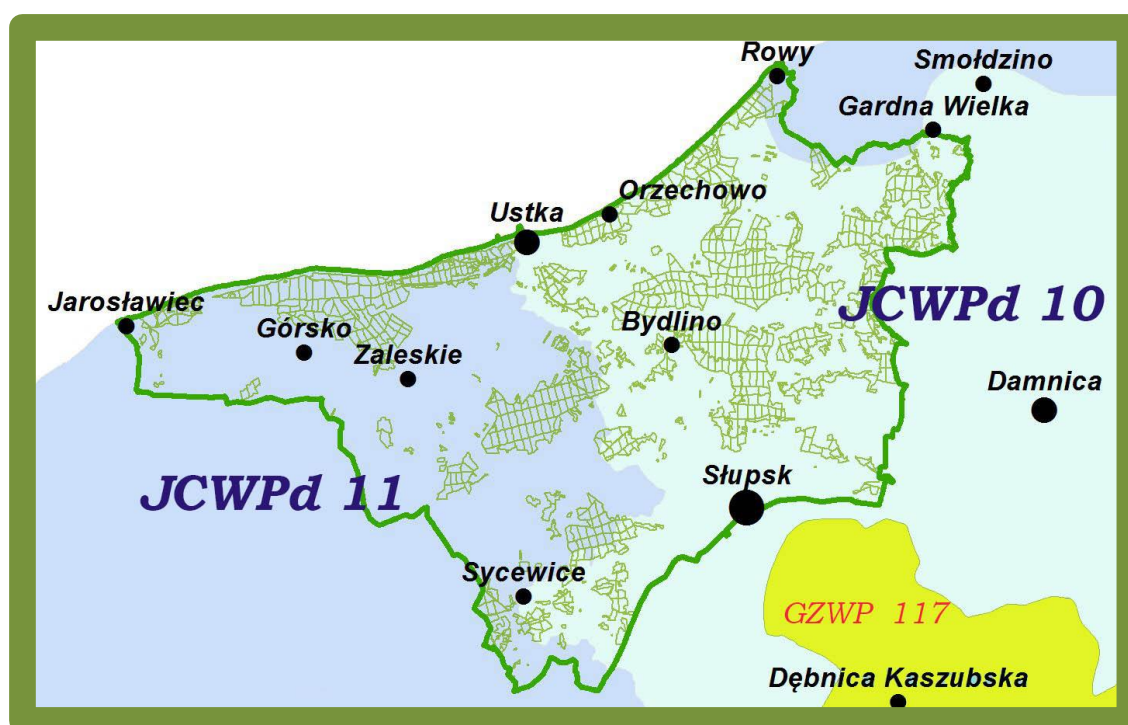 Rowy
Smołdzino
Gardna Wielka
Orzechowo
Ustka
Jarosławiec
Górsko
Zaleskie
Bydlino
JCWPd 10
Damnica
JCWPd 11
Słupsk
Sycewice
GZWP 117
Dębnica Kaszubska